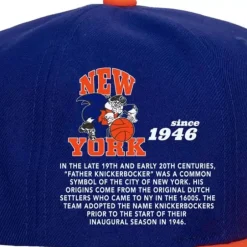 NEW
since
1946
YORK
IN THE LATE 19TH AND EARLY 20TH CENTURIES,
"FATHER KNICKERBOCKER" WAS A COMMON
SYMBOL OF THE CITY OF NEW YORK. HIS
ORIGINS COME FROM THE ORIGINAL DUTCH
SETTLERS WHO CAME TO NY IN THE 1600S. THE
TEAM ADOPTED THE NAME KNICKERBOCKERS
PRIOR TO THE START OF THEIR
INAUGURAL SEASON IN 1946.